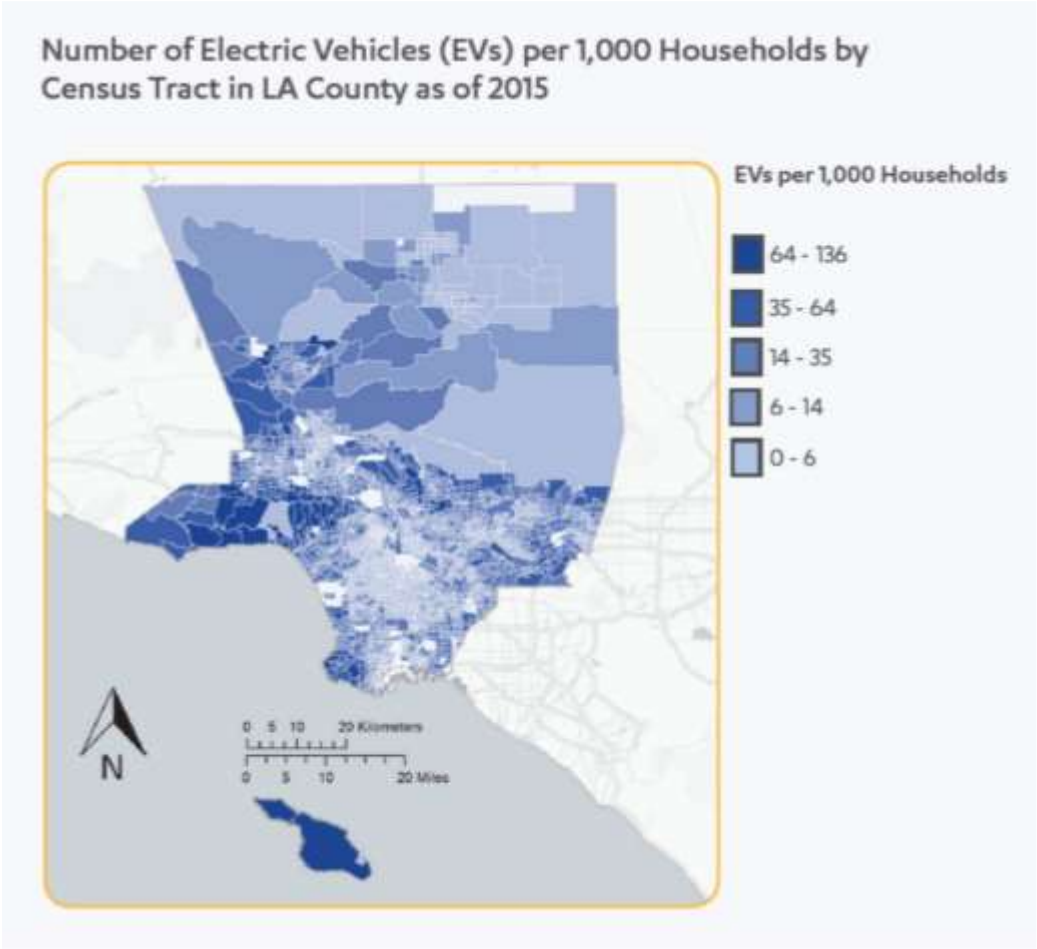 Number of Electric Vehicles (EVs) per 1,000 Households by
Census Tract in LA County as of 2015
EVs per 1,000 Households
64 - 136
35 - 64
14 - 35
6 - 14
0 - 6
0 5 10 20 Kilometers
0 5 10 20 Miles
N